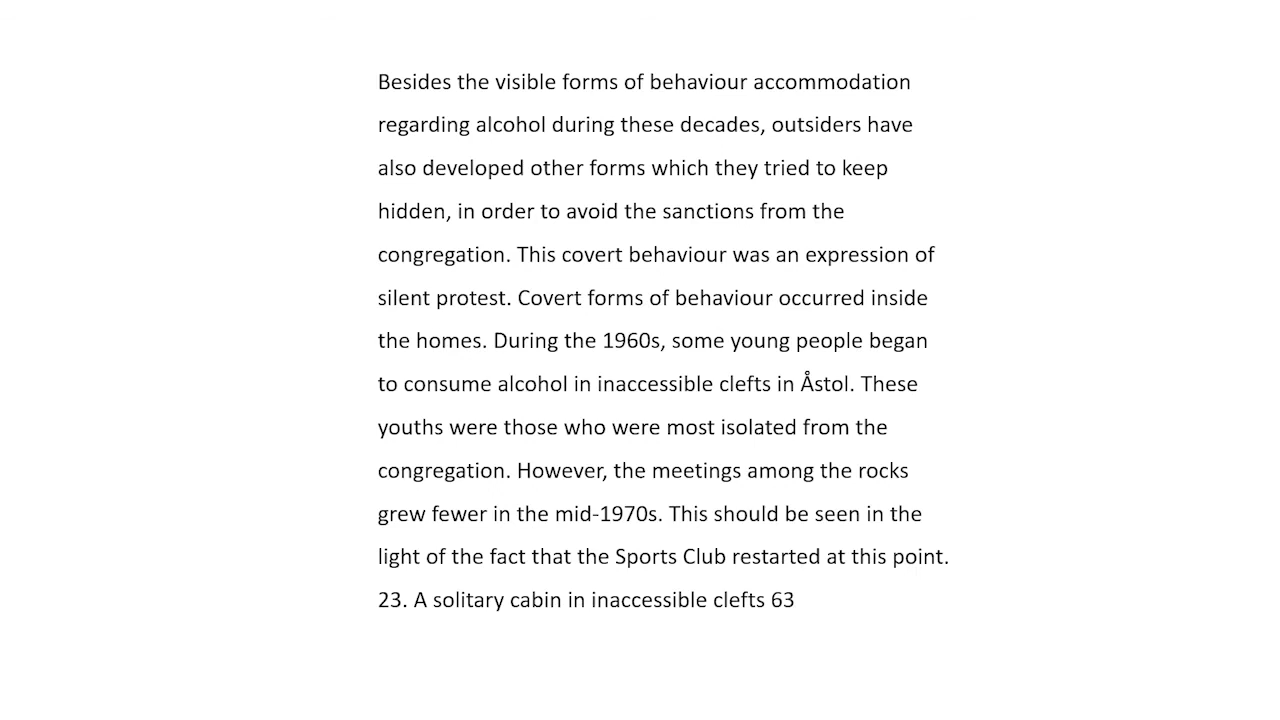 Besides the visible forms of behaviour accommodation
regarding alcohol during these decades, outsiders have
also developed other forms which they tried to keep
hidden, in order to avoid the sanctions from the
congregation. This covert behaviour was an expression of
silent protest. Covert forms of behaviour occurred inside
the homes. During the 1960s, some young people began
to consume alcohol in inaccessible clefts in Åstol. These
youths were those who were most isolated from the
congregation. However, the meetings among the rocks
grew fewer in the mid-1970s. This should be seen in the
light of the fact that the Sports Club restarted at this point.
23. A solitary cabin in inaccessible clefts 63